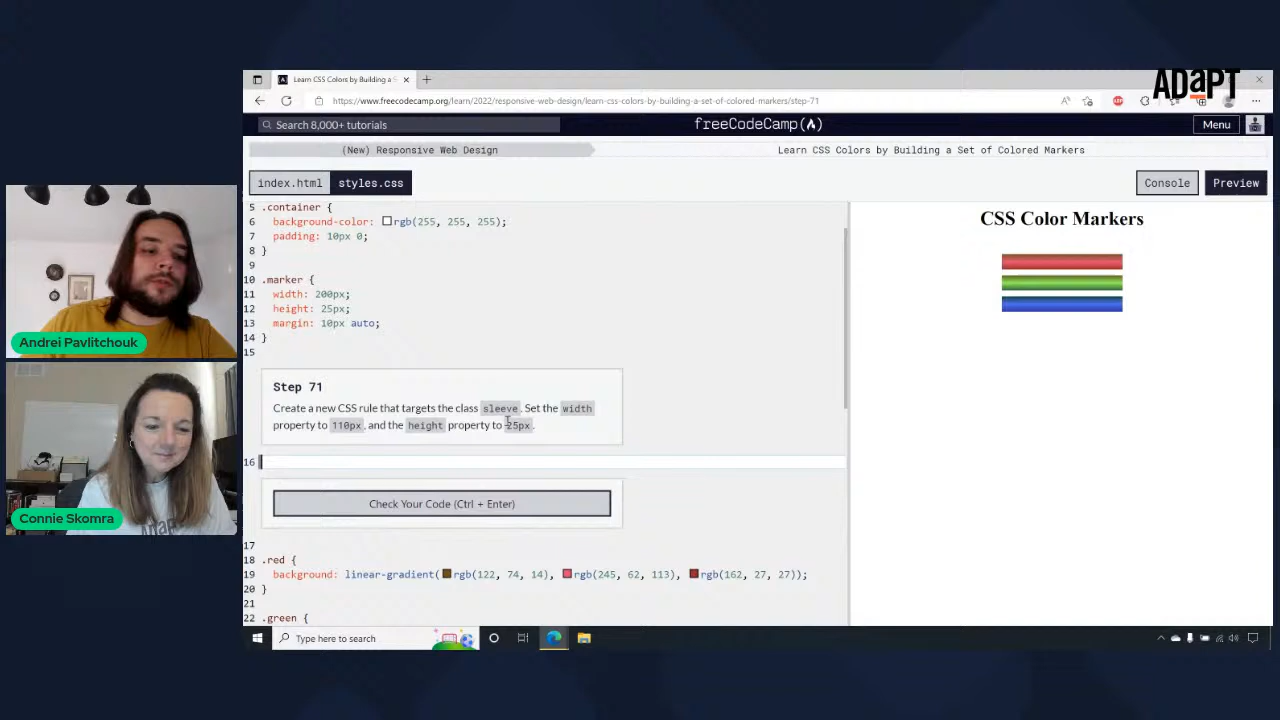 ADaPT
Learn CSS Colors by Building a S
https://www.freecodecamp.org/learn/2022/responsive-web-design/learn-css-colors-by-building-a-set-of-colored-markers/step-71
Search 8,000+ tutorials
freeCodeCamp
Menu
(New) Responsive Web Design
Learn CSS Colors by Building a Set of Colored Markers
index.html
styles.css
Console
Preview
5 .container {
6 background-color: rgb(255, 255, 255);
7 padding: 10px 0;
8 }
9
10 .marker {
11 width: 200px;
12 height: 25px;
13 margin: 10px auto;
14 }
15
Step 71
Create a new CSS rule that targets the class sleeve. Set the width
property to 110px, and the height property to 25px.
16
Check Your Code (Ctrl + Enter)
17
18 .red {
19 background: linear-gradient(rgb(122, 74, 14), rgb(245, 62, 113), rgb(162, 27, 27));
20 }
21
22 .green {
CSS Color Markers
Andrei Pavlitchouk
Connie Skomra
Type here to search